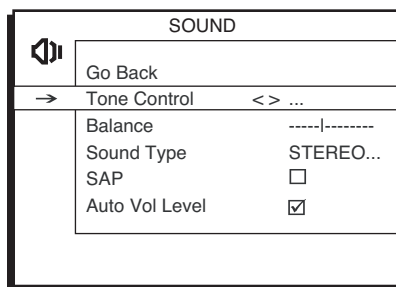 SOUND
Go Back
→ Tone Control < > ...
Balance -----|--------
Sound Type STEREO...
SAP ☐
Auto Vol Level ☑